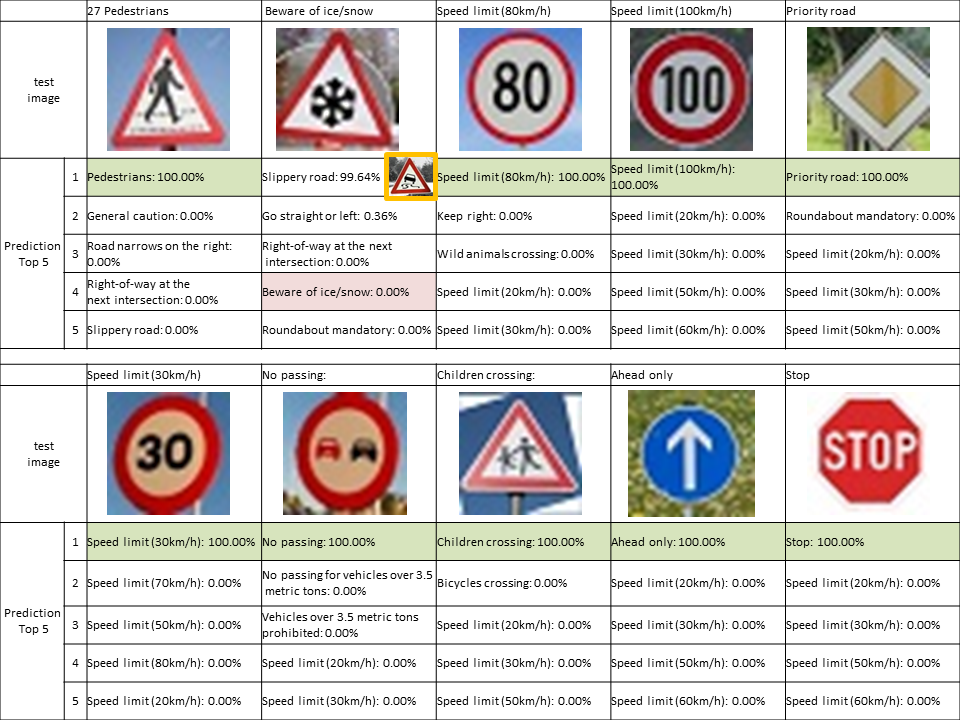 27 Pedestrians
Beware of ice/snow
Speed limit (80km/h)
Speed limit (100km/h)
Priority road
test
image
80
100
Prediction
Top 5
1
Pedestrians: 100.00%
Slippery road: 99.64%
Speed limit (80km/h): 100.00%
Speed limit (100km/h):
100.00%
Priority road: 100.00%
2
General caution: 0.00%
Go straight or left: 0.36%
Keep right: 0.00%
Speed limit (20km/h): 0.00%
Roundabout mandatory: 0.00%
3
Road narrows on the right:
0.00%
Right-of-way at the next
intersection: 0.00%
Wild animals crossing: 0.00%
Speed limit (30km/h): 0.00%
Speed limit (20km/h): 0.00%
4
Right-of-way at the
next intersection: 0.00%
Beware of ice/snow: 0.00%
Speed limit (20km/h): 0.00%
Speed limit (50km/h): 0.00%
Speed limit (30km/h): 0.00%
5
Slippery road: 0.00%
Roundabout mandatory: 0.00%
Speed limit (30km/h): 0.00%
Speed limit (60km/h): 0.00%
Speed limit (50km/h): 0.00%
Speed limit (30km/h)
No passing:
Children crossing:
Ahead only
Stop
test
image
30
STOP
Prediction
Top 5
1
Speed limit (30km/h): 100.00%
No passing: 100.00%
Children crossing: 100.00%
Ahead only: 100.00%
Stop: 100.00%
2
Speed limit (70km/h): 0.00%
No passing for vehicles over 3.5
metric tons: 0.00%
Bicycles crossing: 0.00%
Speed limit (20km/h): 0.00%
Speed limit (20km/h): 0.00%
3
Speed limit (50km/h): 0.00%
Vehicles over 3.5 metric tons
prohibited: 0.00%
Speed limit (20km/h): 0.00%
Speed limit (30km/h): 0.00%
Speed limit (30km/h): 0.00%
4
Speed limit (80km/h): 0.00%
Speed limit (20km/h): 0.00%
Speed limit (30km/h): 0.00%
Speed limit (50km/h): 0.00%
Speed limit (50km/h): 0.00%
5
Speed limit (20km/h): 0.00%
Speed limit (30km/h): 0.00%
Speed limit (50km/h): 0.00%
Speed limit (60km/h): 0.00%
Speed limit (60km/h): 0.00%